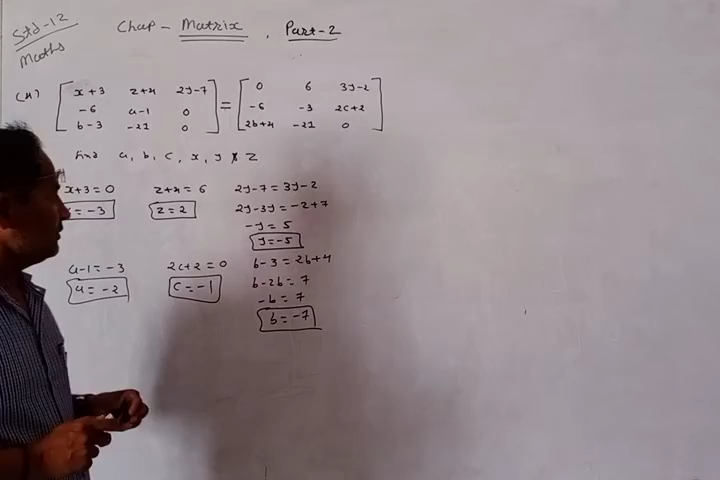 Std-12
Maths
Chap - Matrix . Part-2
(4) [ x+3 z+4 2y-7 ] = [ 0 6 3y-2 ]
[ -6 a-1 0 ] [ -6 -3 2c+2 ]
[ b-3 -21 0 ] [ 2b+4 -21 0 ]
Find a, b, c, x, y & z
x+3=0 z+4=6 2y-7=3y-2
=-3 z=2 2y-3y=-2+7
-y=5
y=-5
a-1=-3 2c+2=0 b-3=2b+4
a=-2 c=-1 b-2b=7
-b=7
b=-7